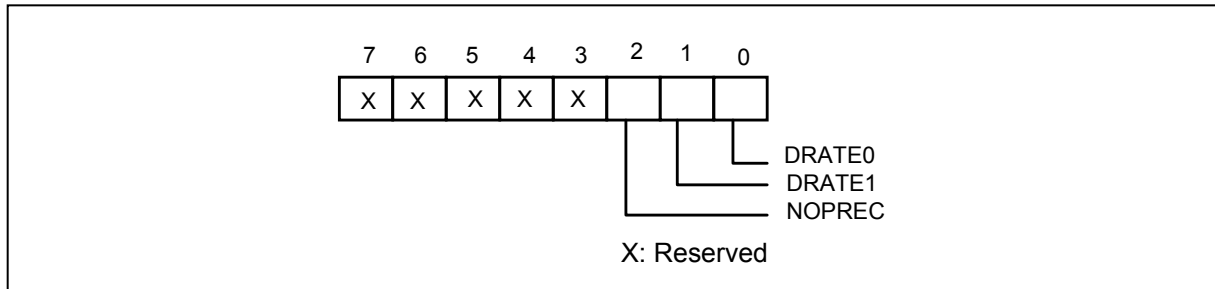 7 6 5 4 3 2 1 0
X X X X X
DRATE0
DRATE1
NOPREC
X: Reserved